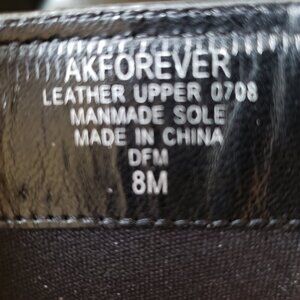 AKFOREVER
LEATHER UPPER 0708
MANMADE SOLE
MADE IN CHINA
DFM
8M